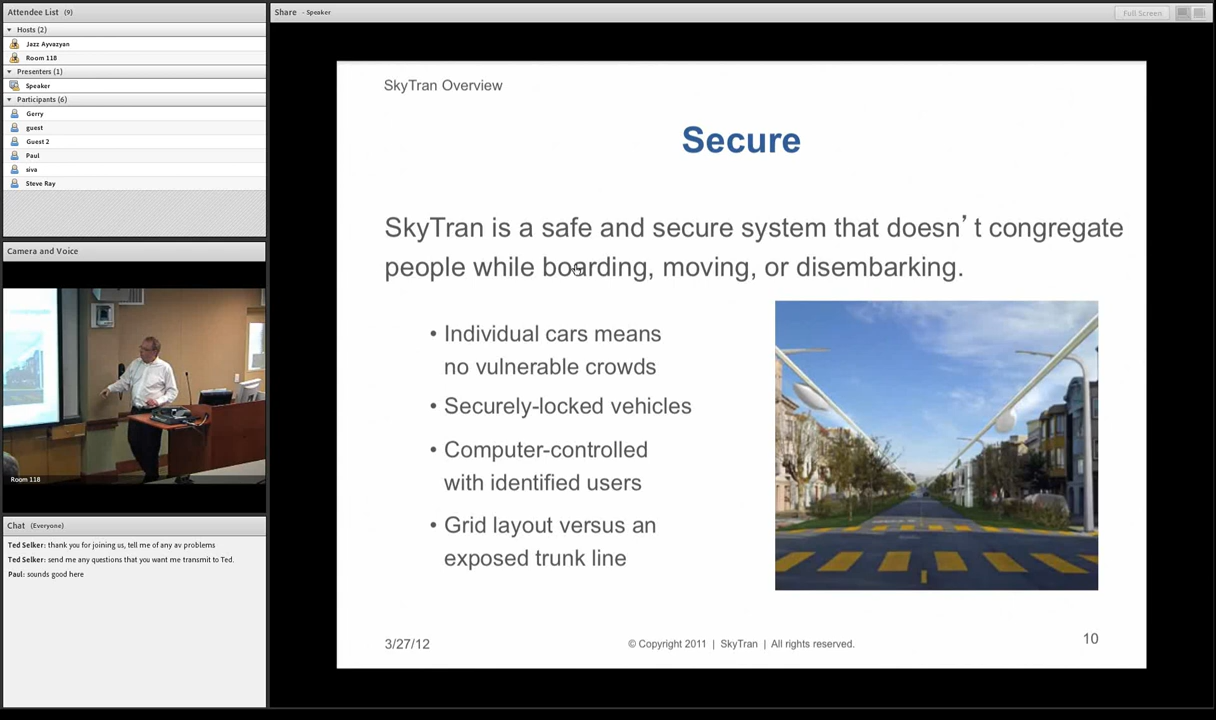 Attendee List (9)
Hosts (2)
Jazz Ayvazyan
Room 118
Presenters (1)
Speaker
Participants (6)
Gerry
guest
Guest 2
Paul
siva
Steve Ray
Camera and Voice
Room 118
Chat (Everyone)
Ted Selker: thank you for joining us, tell me of any av problems
Ted Selker: send me any questions that you want me transmit to Ted.
Paul: sounds good here
Share - Speaker
Full Screen
SkyTran Overview
Secure
SkyTran is a safe and secure system that doesn’t congregate
people while boarding, moving, or disembarking.
• Individual cars means
no vulnerable crowds
• Securely-locked vehicles
• Computer-controlled
with identified users
• Grid layout versus an
exposed trunk line
3/27/12
© Copyright 2011 | SkyTran | All rights reserved.
10